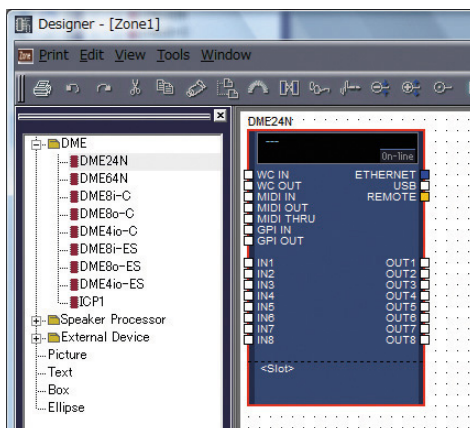 Designer - [Zone1]
Zone Print Edit View Tools Window
DME
DME24N
DME64N
DME8i-C
DME8o-C
DME4io-C
DME8i-ES
DME8o-ES
DME4io-ES
ICP1
Speaker Processor
External Device
Picture
Text
Box
Ellipse
DME24N
---
On-line
WC IN ETHERNET
WC OUT USB
MIDI IN REMOTE
MIDI OUT
MIDI THRU
GPI IN
GPI OUT
IN1 OUT1
IN2 OUT2
IN3 OUT3
IN4 OUT4
IN5 OUT5
IN6 OUT6
IN7 OUT7
IN8 OUT8
<Slot>